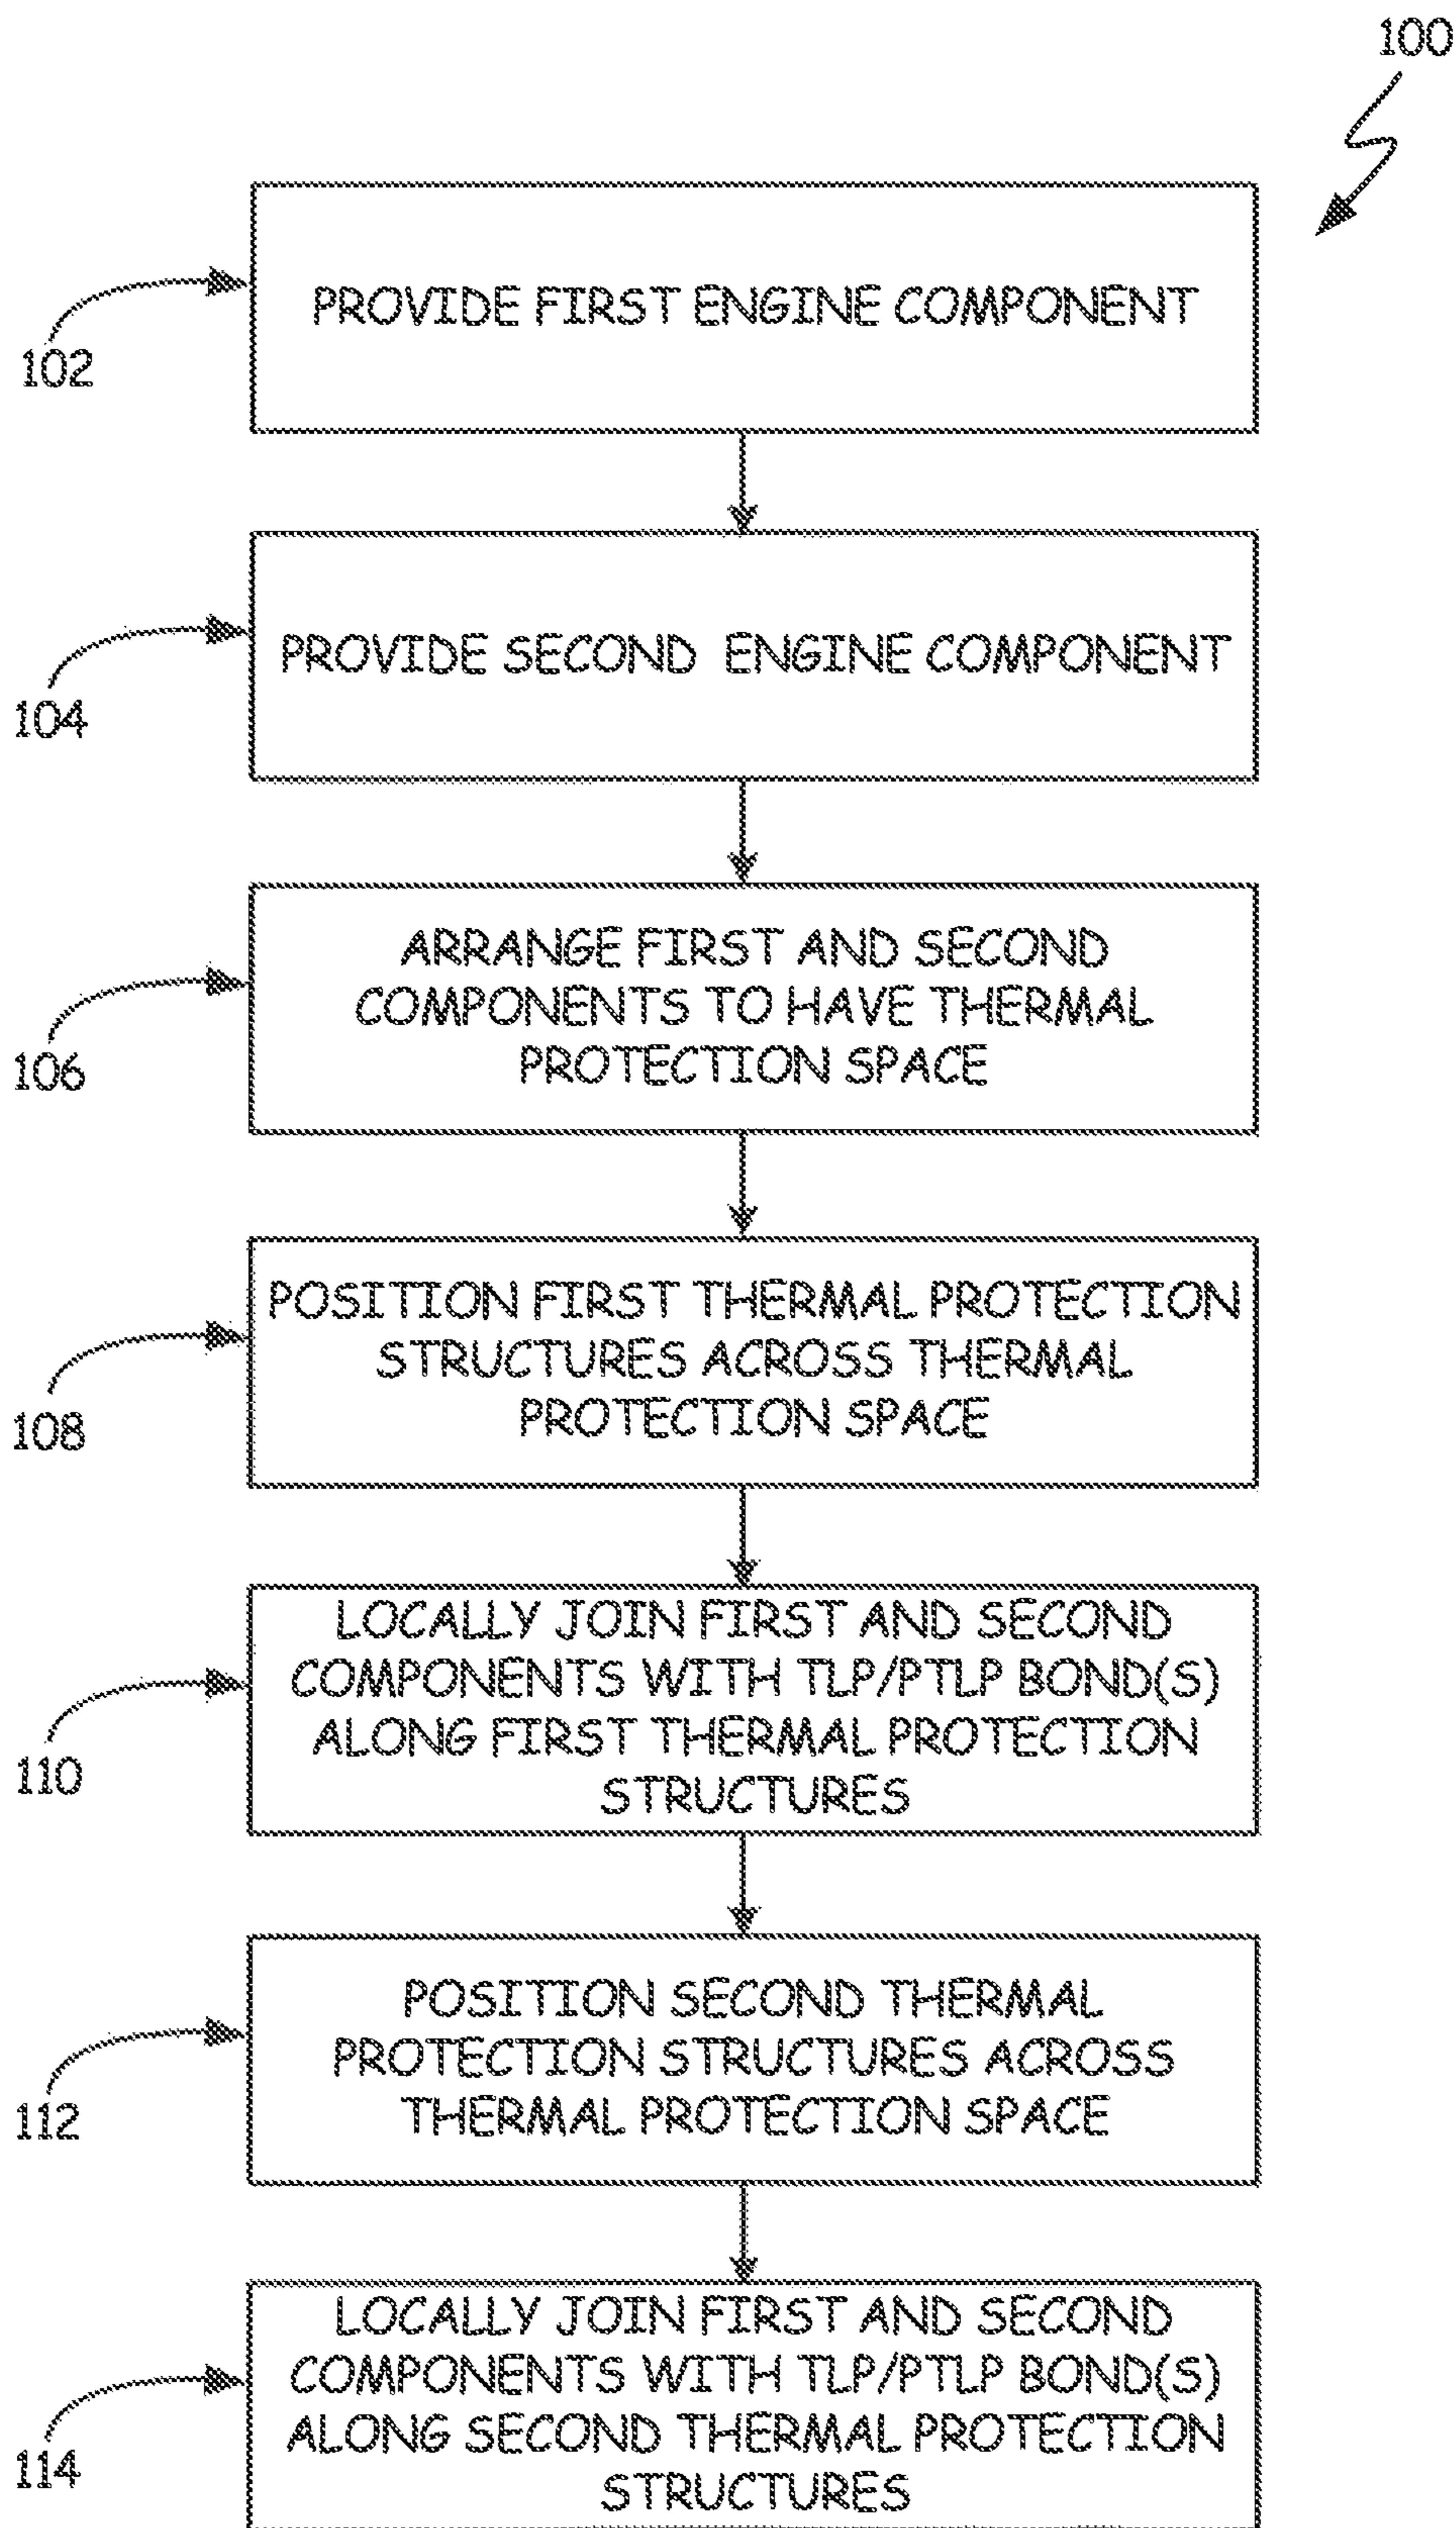 100
PROVIDE FIRST ENGINE COMPONENT
102
PROVIDE SECOND ENGINE COMPONENT
104
ARRANGE FIRST AND SECOND
COMPONENTS TO HAVE THERMAL
PROTECTION SPACE
106
POSITION FIRST THERMAL PROTECTION
STRUCTURES ACROSS THERMAL
PROTECTION SPACE
108
LOCALLY JOIN FIRST AND SECOND
COMPONENTS WITH TLP/PTLP BOND(S)
ALONG FIRST THERMAL PROTECTION
STRUCTURES
110
POSITION SECOND THERMAL
PROTECTION STRUCTURES ACROSS
THERMAL PROTECTION SPACE
112
LOCALLY JOIN FIRST AND SECOND
COMPONENTS WITH TLP/PTLP BOND(S)
ALONG SECOND THERMAL PROTECTION
STRUCTURES
114